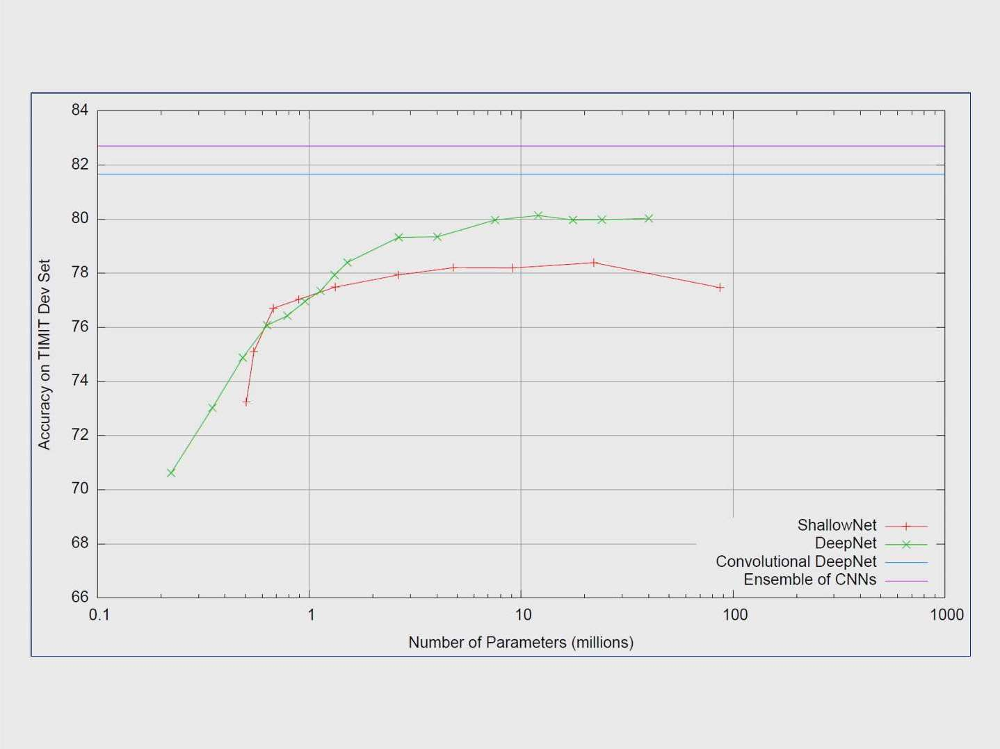 84
82
80
78
76
74
72
70
68
66
Accuracy on TIMIT Dev Set
ShallowNet
DeepNet
Convolutional DeepNet
Ensemble of CNNs
0.1 1 10 100 1000
Number of Parameters (millions)